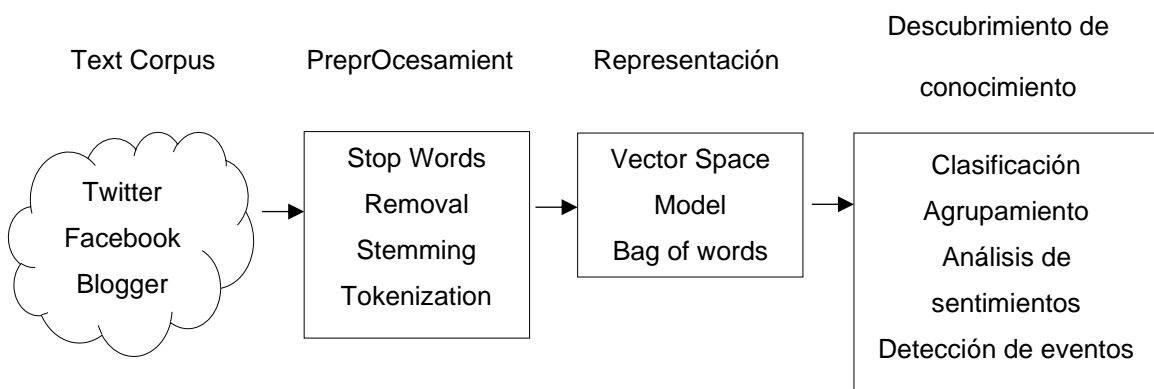 Text Corpus
PreprOcesamient
Representación
Descubrimiento de
conocimiento
Twitter
Facebook
Blogger
Stop Words
Removal
Stemming
Tokenization
Vector Space
Model
Bag of words
Clasificación
Agrupamiento
Análisis de
sentimientos
Detección de eventos